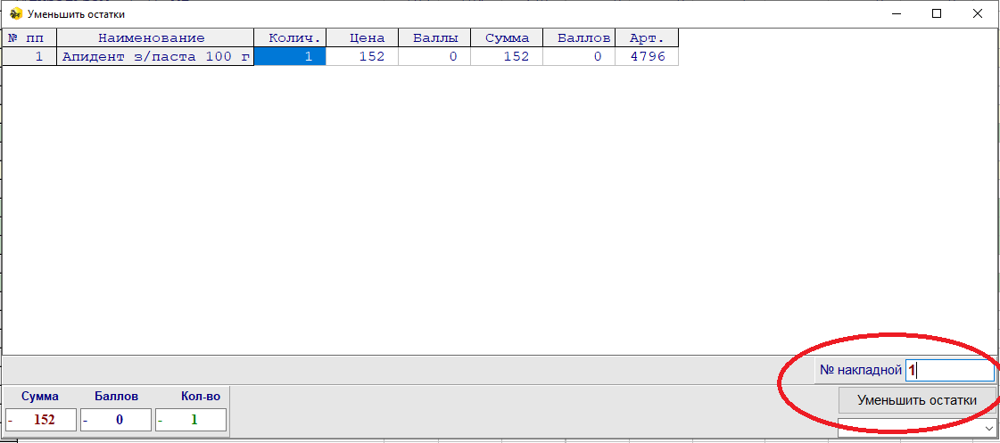 Уменьшить остатки
№ пп Наименование Колич. Цена Баллы Сумма Баллов Арт.
1 Апидент з/паста 100 г 1 152 0 152 0 4796
№ накладной 1
Сумма Баллов Кол-во
Уменьшить остатки
- 152 - 0 - 1